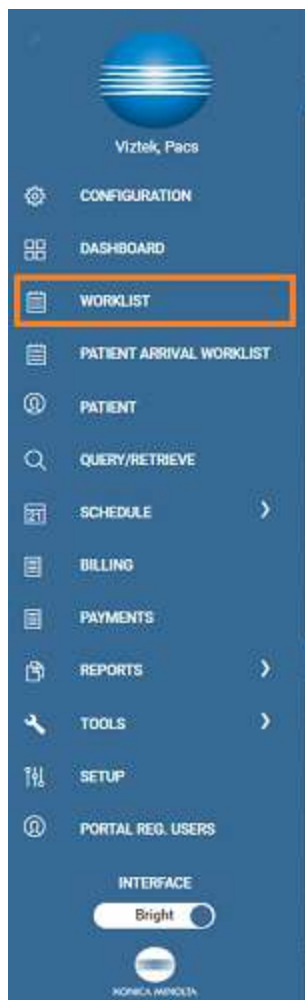 Viztek, Pacs
CONFIGURATION
DASHBOARD
WORKLIST
PATIENT ARRIVAL WORKLIST
PATIENT
QUERY/RETRIEVE
21
SCHEDULE
BILLING
PAYMENTS
REPORTS
TOOLS
SETUP
PORTAL REG. USERS
INTERFACE
Bright
KONICA MINOLTA